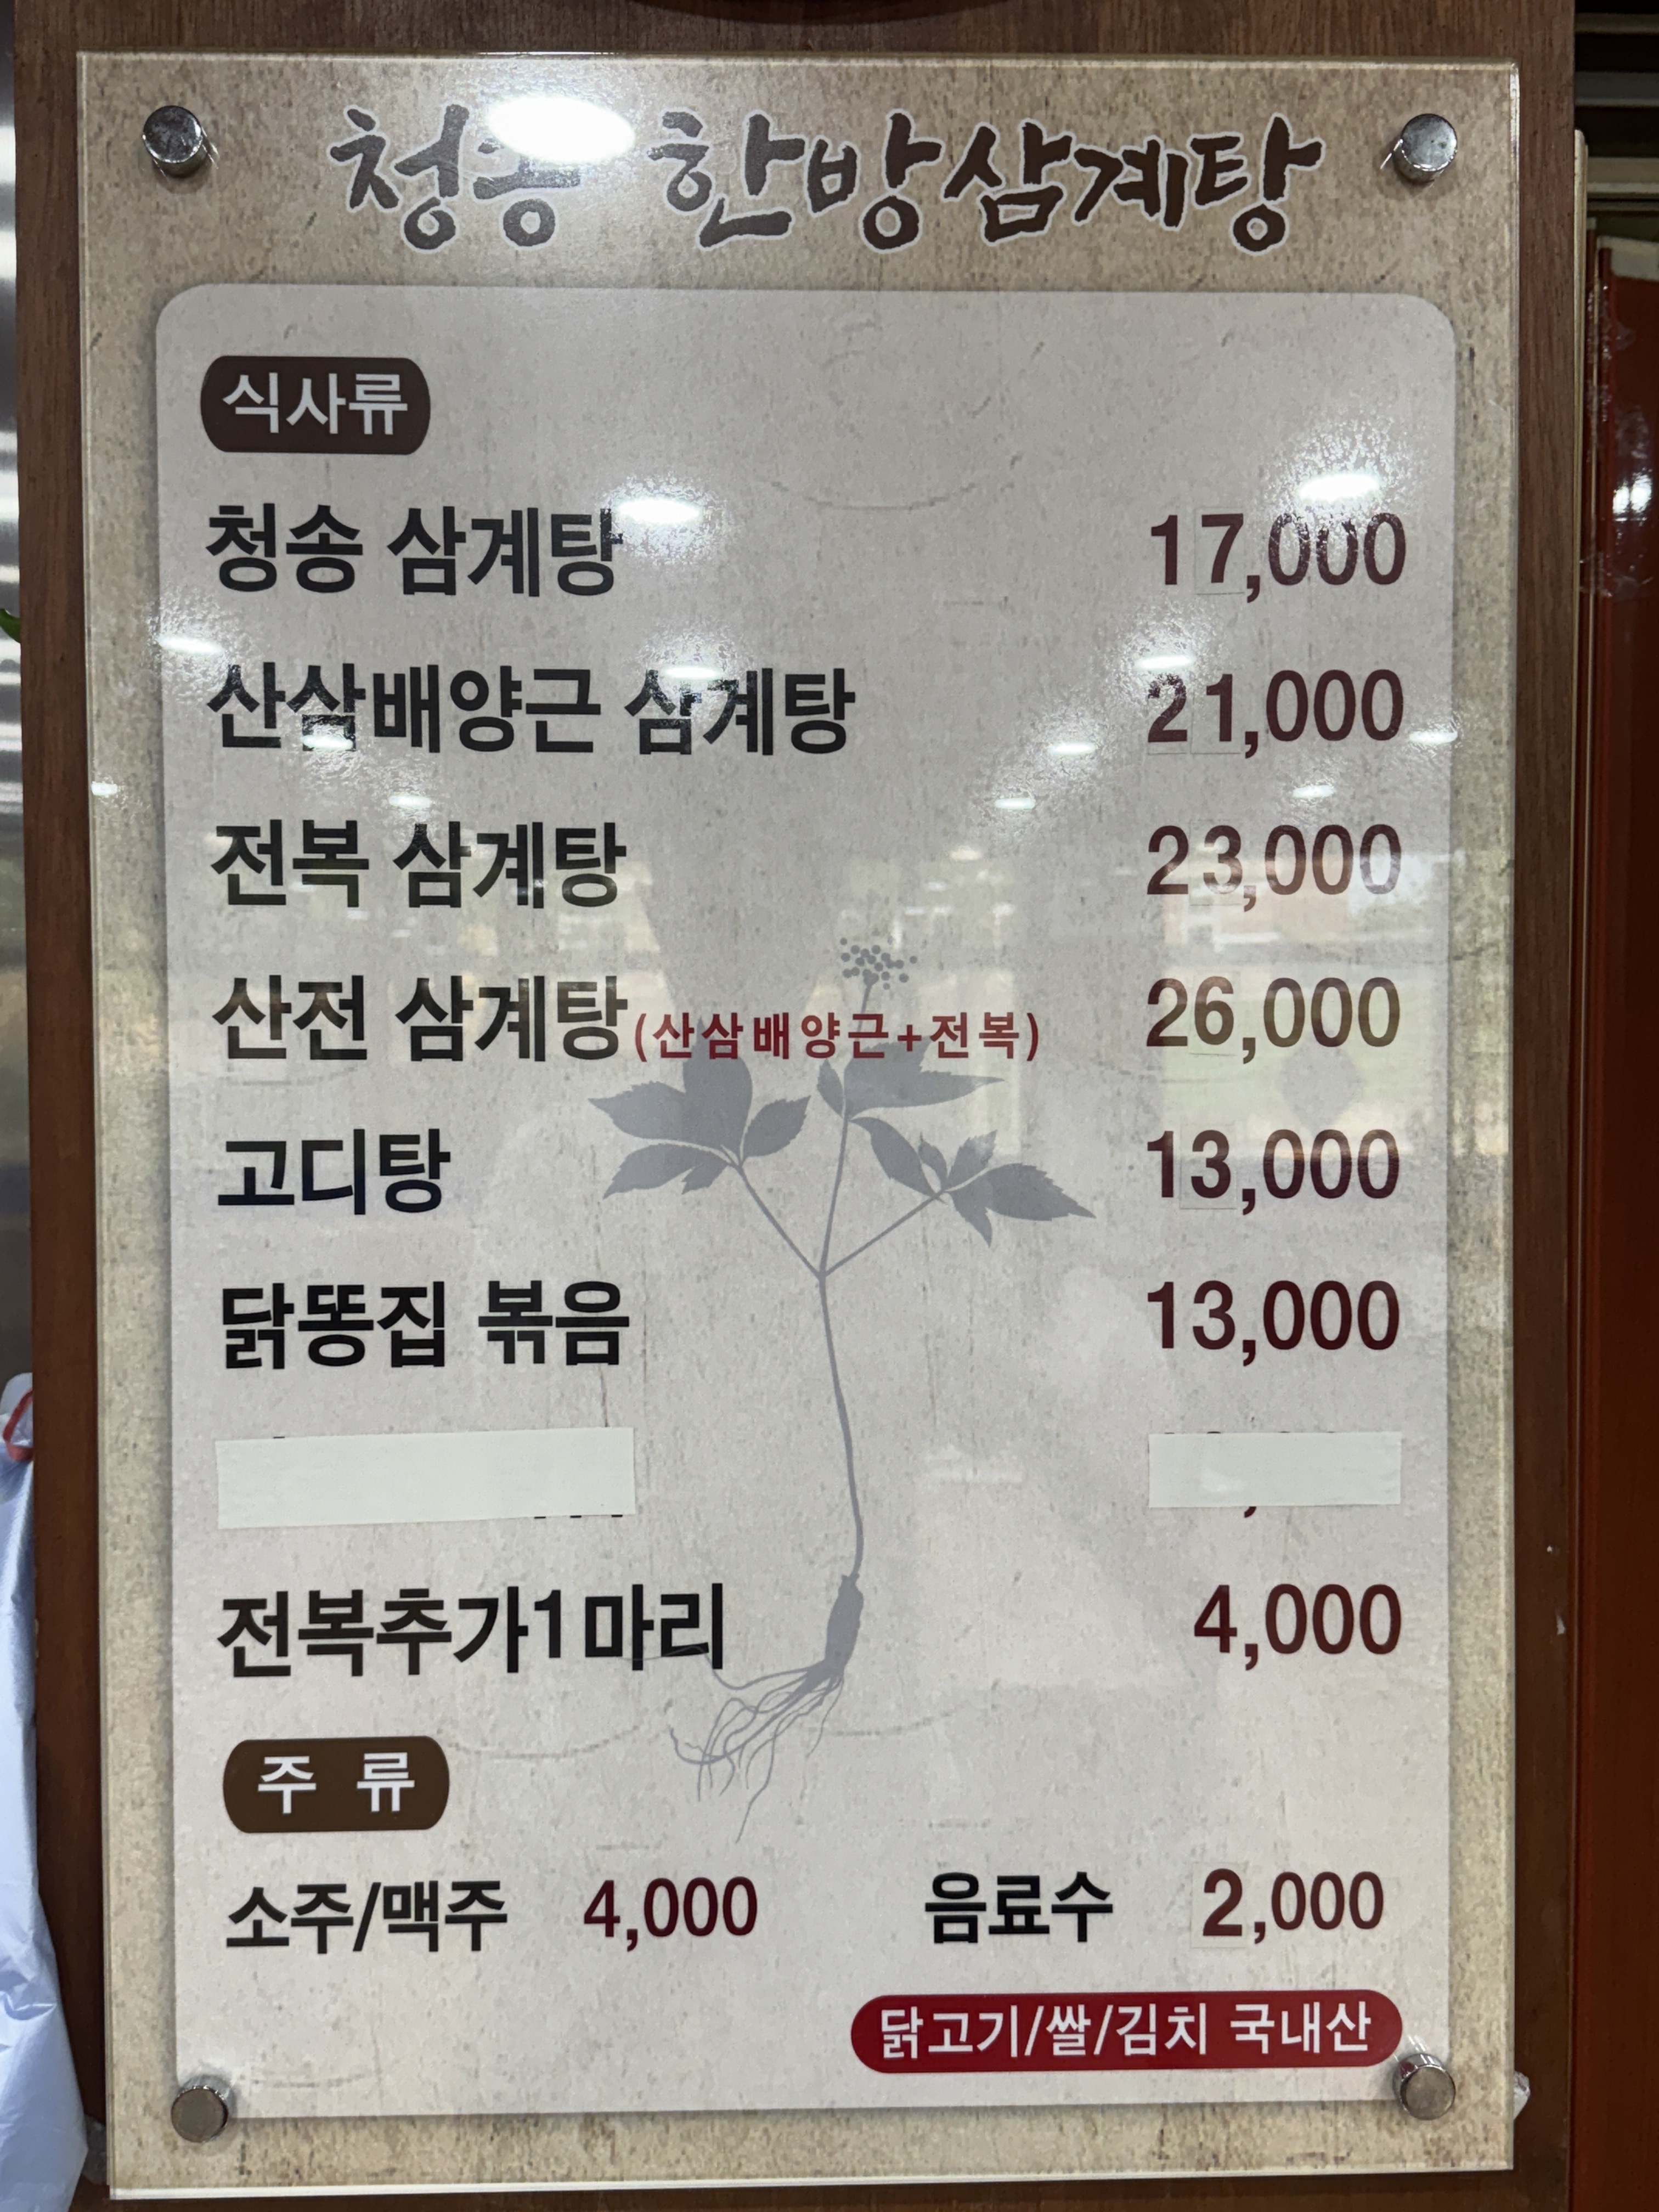 청송 한방삼계탕
식사류
청송 삼계탕 17,000
산삼배양근 삼계탕 21,000
전복 삼계탕 23,000
산전 삼계탕(산삼배양근+전복) 26,000
고디탕 13,000
닭똥집 볶음 13,000
전복추가1마리 4,000
주 류
소주/맥주 4,000 음료수 2,000
닭고기/쌀/김치 국내산